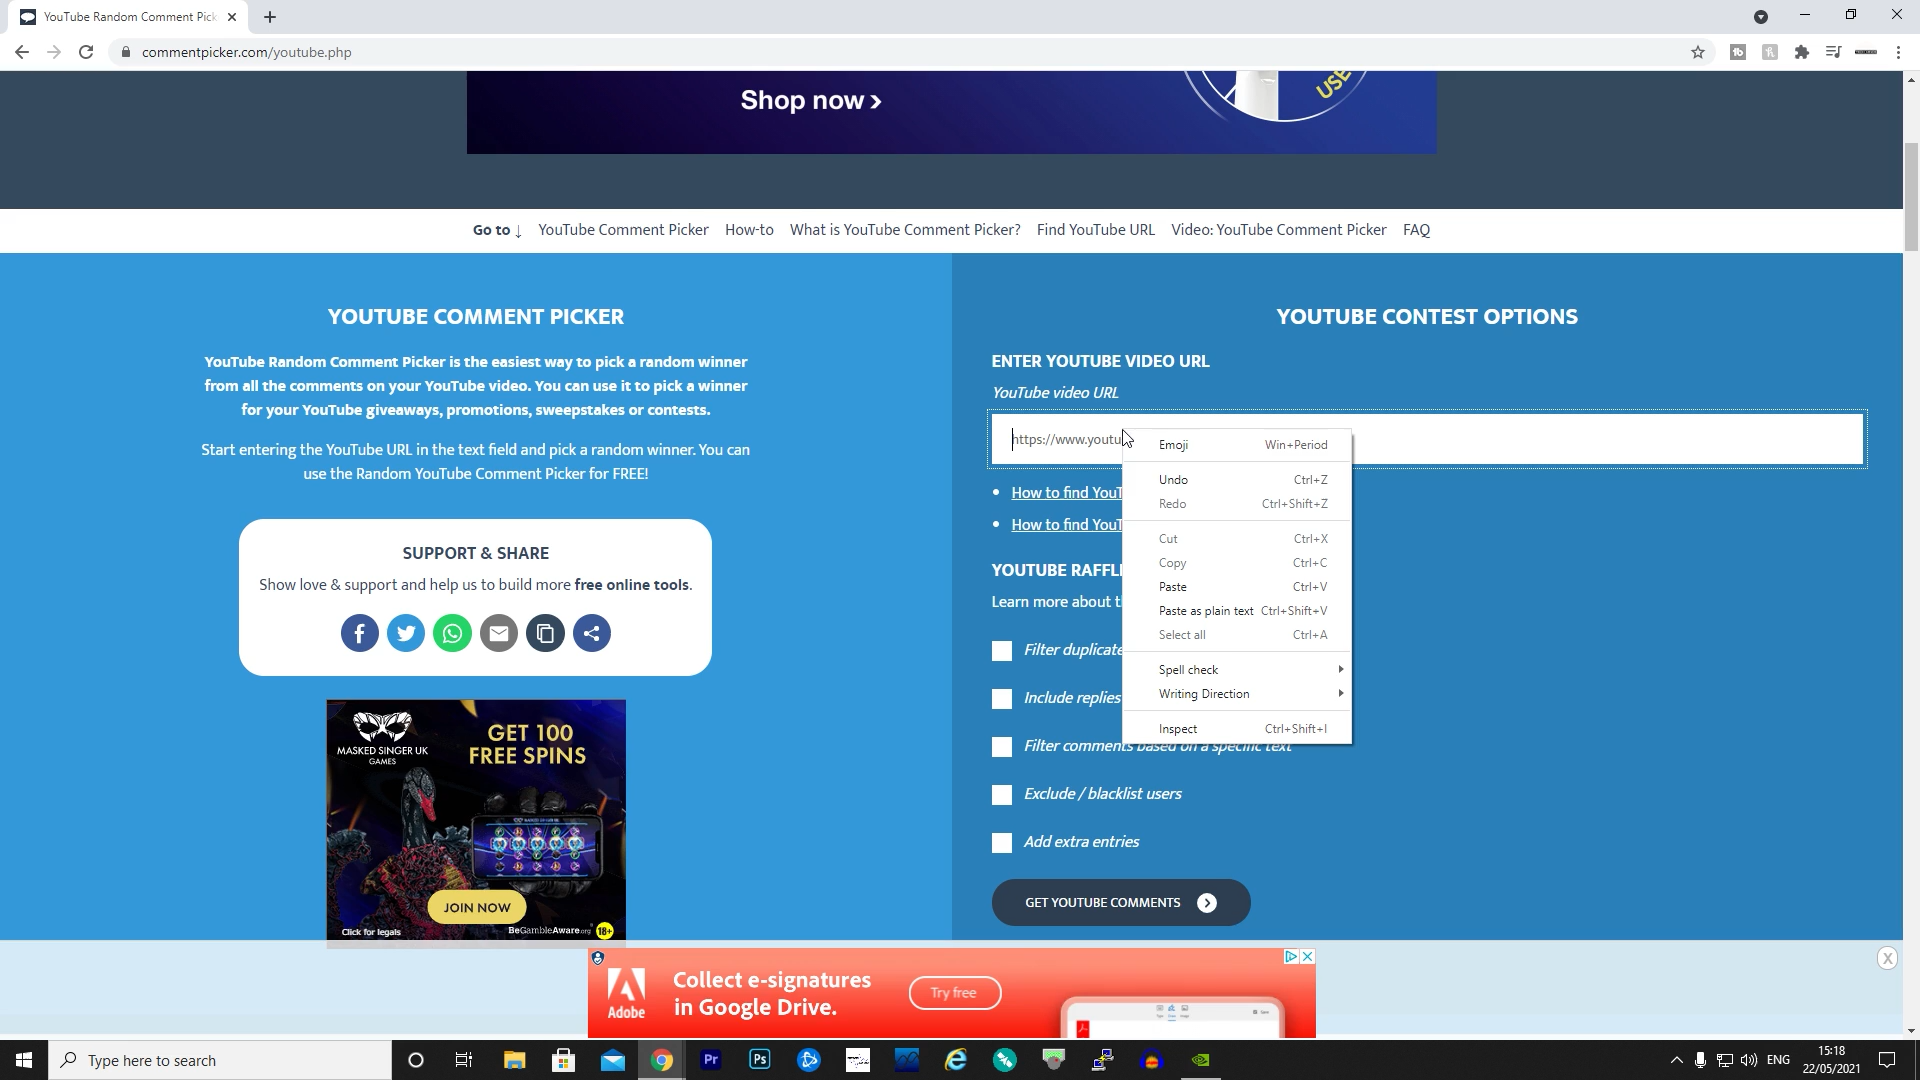 YouTube Random Comment Pick
commentpicker.com/youtube.php
Shop now ›
USE
Go to ↓ YouTube Comment Picker How-to What is YouTube Comment Picker? Find YouTube URL Video: YouTube Comment Picker FAQ
YOUTUBE COMMENT PICKER
YouTube Random Comment Picker is the easiest way to pick a random winner
from all the comments on your YouTube video. You can use it to pick a winner
for your YouTube giveaways, promotions, sweepstakes or contests.
Start entering the YouTube URL in the text field and pick a random winner. You can
use the Random YouTube Comment Picker for FREE!
SUPPORT & SHARE
Show love & support and help us to build more free online tools.
MASKED SINGER UK
GAMES
GET 100
FREE SPINS
JOIN NOW
Click for legals
BeGambleAware.org 18+
YOUTUBE CONTEST OPTIONS
ENTER YOUTUBE VIDEO URL
YouTube video URL
https://www.youtu
How to find YouT
How to find YouT
YOUTUBE RAFFL
Learn more about t
Filter duplicate
Include replies
Filter comments based on a specific text
Exclude / blacklist users
Add extra entries
GET YOUTUBE COMMENTS
Emoji Win+Period
Undo Ctrl+Z
Redo Ctrl+Shift+Z
Cut Ctrl+X
Copy Ctrl+C
Paste Ctrl+V
Paste as plain text Ctrl+Shift+V
Select all Ctrl+A
Spell check
Writing Direction
Inspect Ctrl+Shift+I
Adobe
Collect e-signatures
in Google Drive.
Try free
X
Type here to search
Pr
Ps
ENG
15:18
22/05/2021